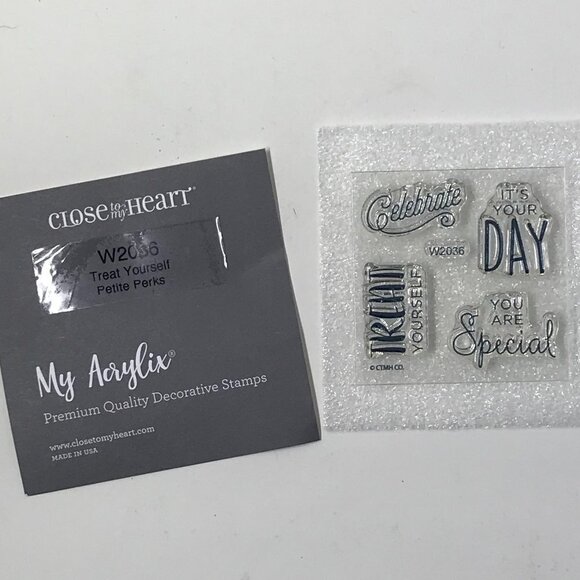 CLOSE to my HEART®
W2036
Treat Yourself
Petite Perks
My Acrylix®
Premium Quality Decorative Stamps
www.closetomyheart.com
MADE IN USA
Celebrate
W2036
IT'S
YOUR
DAY
TREAT
YOURSELF
YOU
ARE
Special
© CTMH CO.